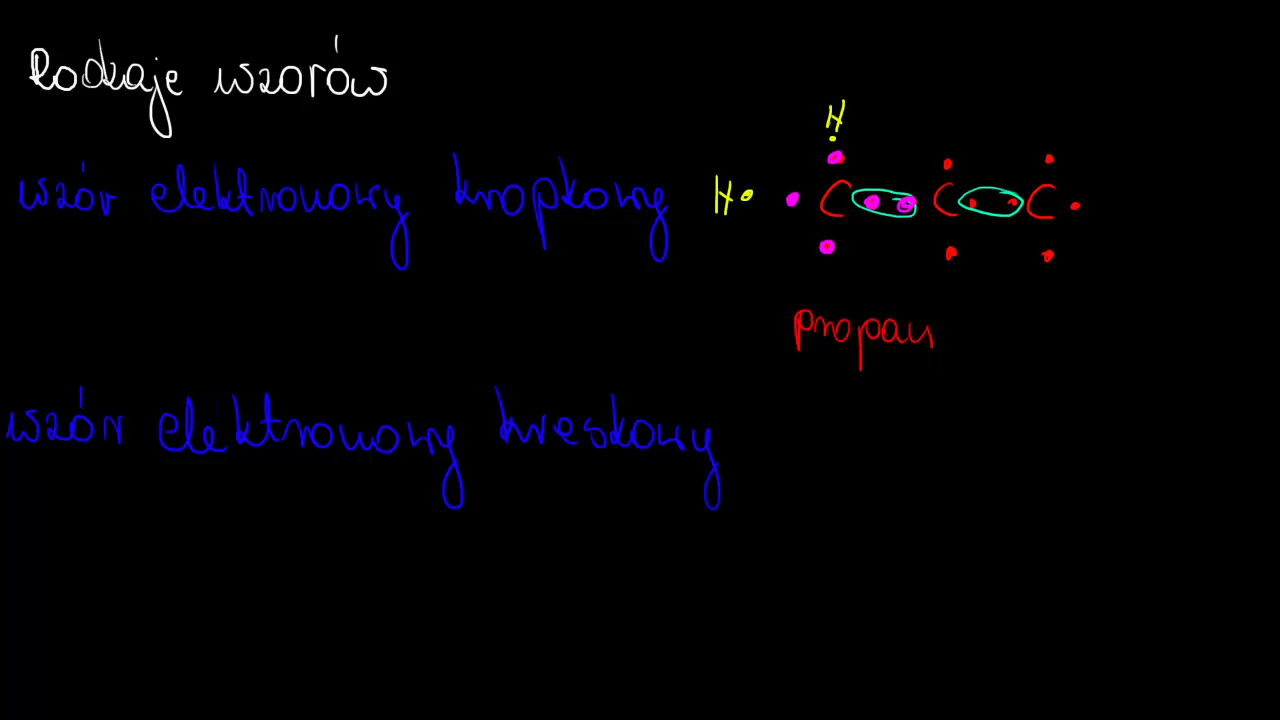 Rodzaje wzorów
H
wzór elektronowy kropkowy H C C C
propan
wzór elektronowy kreskowy